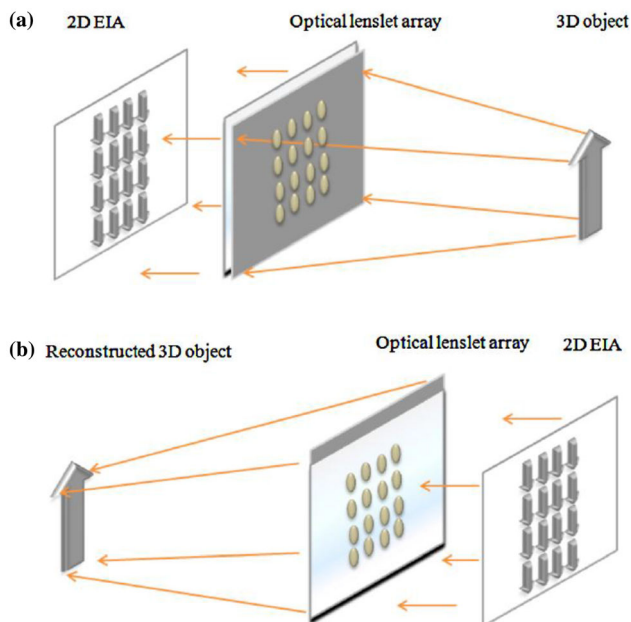 (a) 2D EIA Optical lenslet array 3D object
(b) Reconstructed 3D object Optical lenslet array 2D EIA